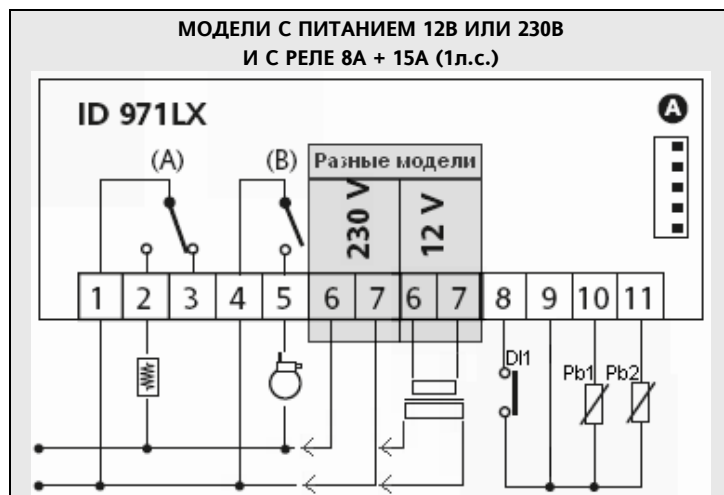 МОДЕЛИ С ПИТАНИЕМ 12В ИЛИ 230В
И С РЕЛЕ 8А + 15А (1л.с.)
ID 971LX
A
(A) (B) Разные модели
230 V 12 V
1 2 3 4 5 6 7 6 7 8 9 10 11
DI1
Pb1 Pb2